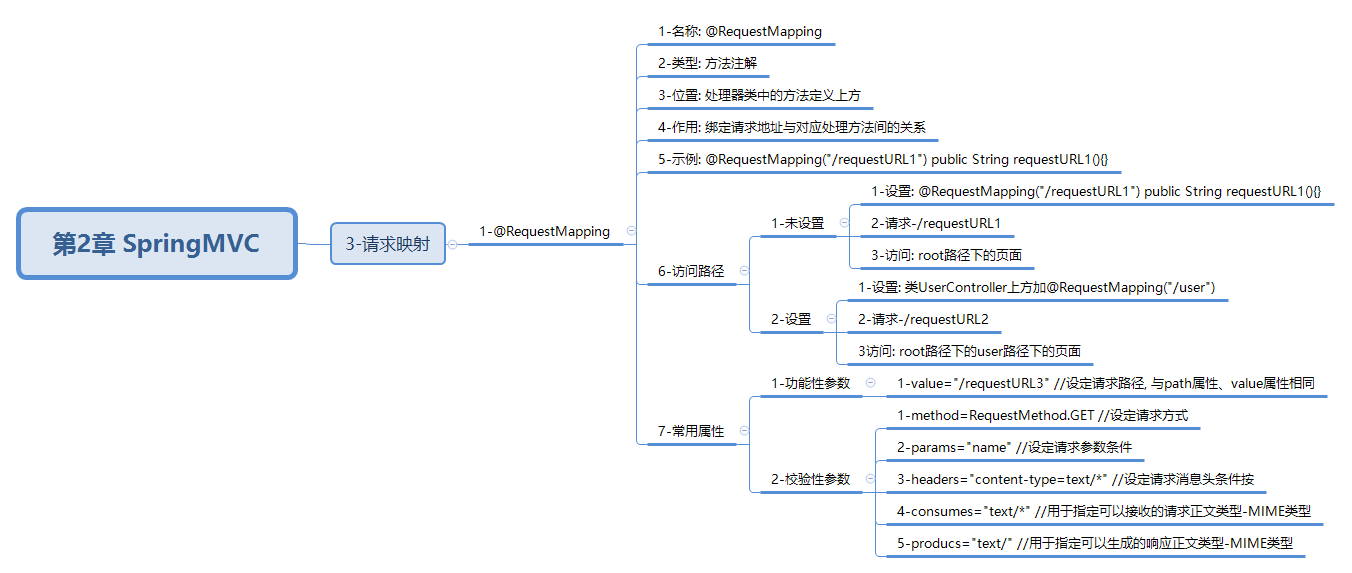 第2章 SpringMVC
3-请求映射
1-@RequestMapping
1-名称: @RequestMapping
2-类型: 方法注解
3-位置: 处理器类中的方法定义上方
4-作用: 绑定请求地址与对应处理方法间的关系
5-示例: @RequestMapping("/requestURL1") public String requestURL1(){}
6-访问路径
1-未设置
1-设置: @RequestMapping("/requestURL1") public String requestURL1(){}
2-请求-/requestURL1
3-访问: root路径下的页面
2-设置
1-设置: 类UserController上方加@RequestMapping("/user")
2-请求-/requestURL2
3访问: root路径下的user路径下的页面
7-常用属性
1-功能性参数
1-value="/requestURL3" //设定请求路径, 与path属性、value属性相同
2-校验性参数
1-method=RequestMethod.GET //设定请求方式
2-params="name" //设定请求参数条件
3-headers="content-type=text/*" //设定请求消息头条件按
4-consumes="text/*" //用于指定可以接收的请求正文类型-MIME类型
5-producs="text/" //用于指定可以生成的响应正文类型-MIME类型